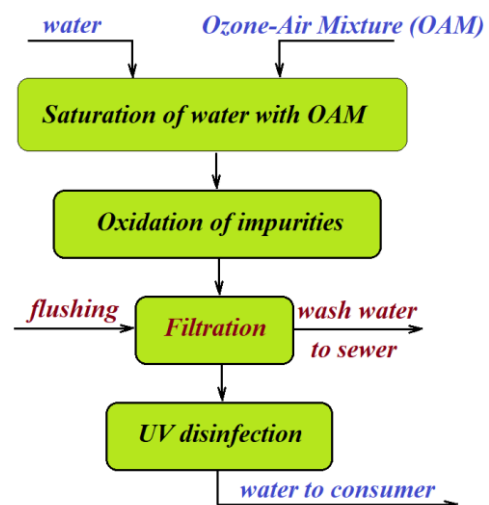 water
Ozone-Air Mixture (OAM)
Saturation of water with OAM
Oxidation of impurities
flushing
Filtration
wash water
to sewer
UV disinfection
water to consumer